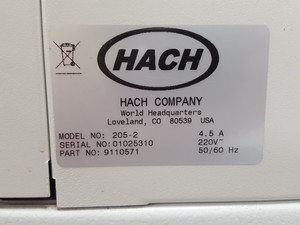 HACH
HACH COMPANY
World Headquarters
Loveland, CO 80539 USA
MODEL NO: 205-2 4.5 A
SERIAL NO: 01025310 220V~
PART NO: 9110571 50/60 Hz